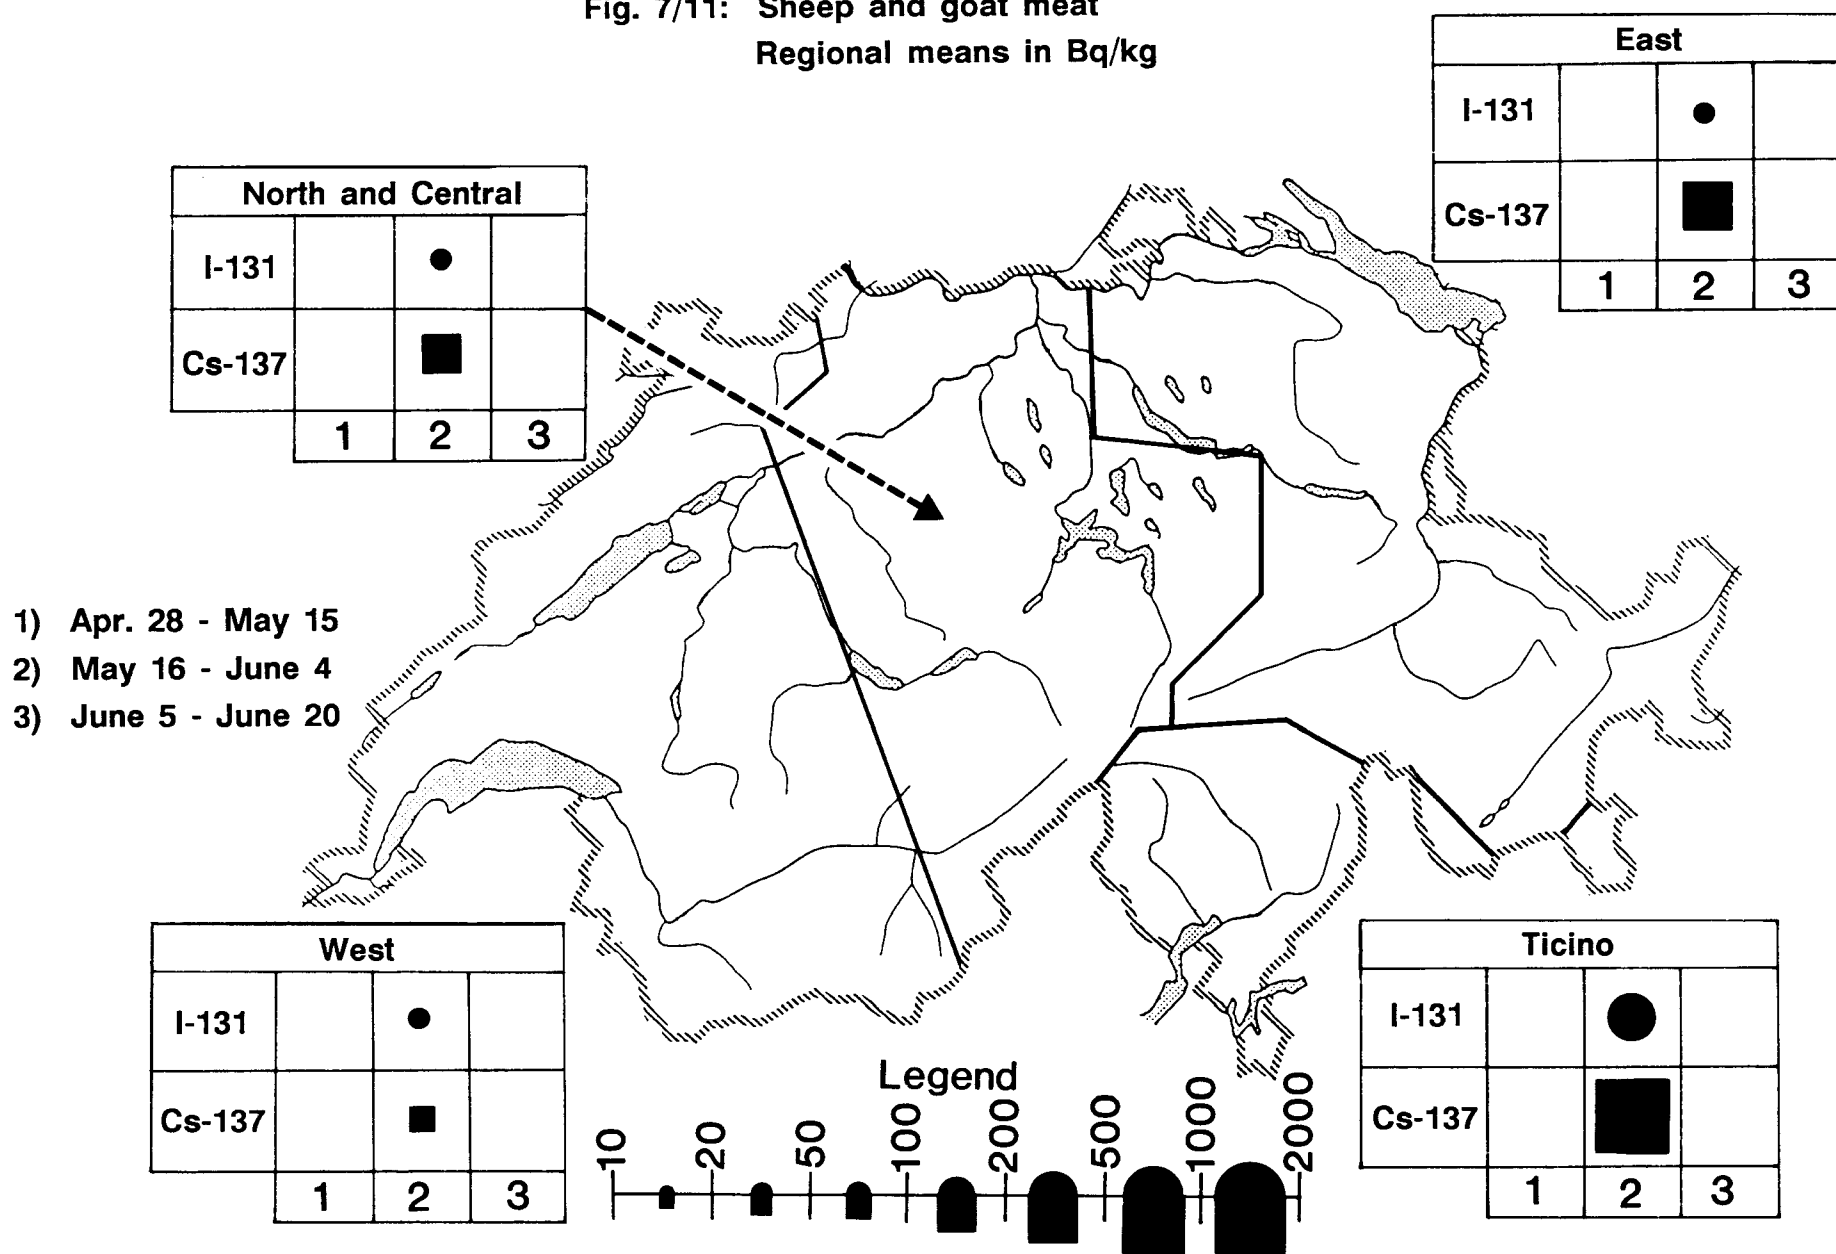 Fig. 7/11: Sheep and goat meat
Regional means in Bq/kg
East
I-131
Cs-137
1 2 3
North and Central
I-131
Cs-137
1 2 3
1) Apr. 28 - May 15
2) May 16 - June 4
3) June 5 - June 20
West
I-131
Cs-137
1 2 3
Legend
10 20 50 100 200 500 1000 2000
Ticino
I-131
Cs-137
1 2 3